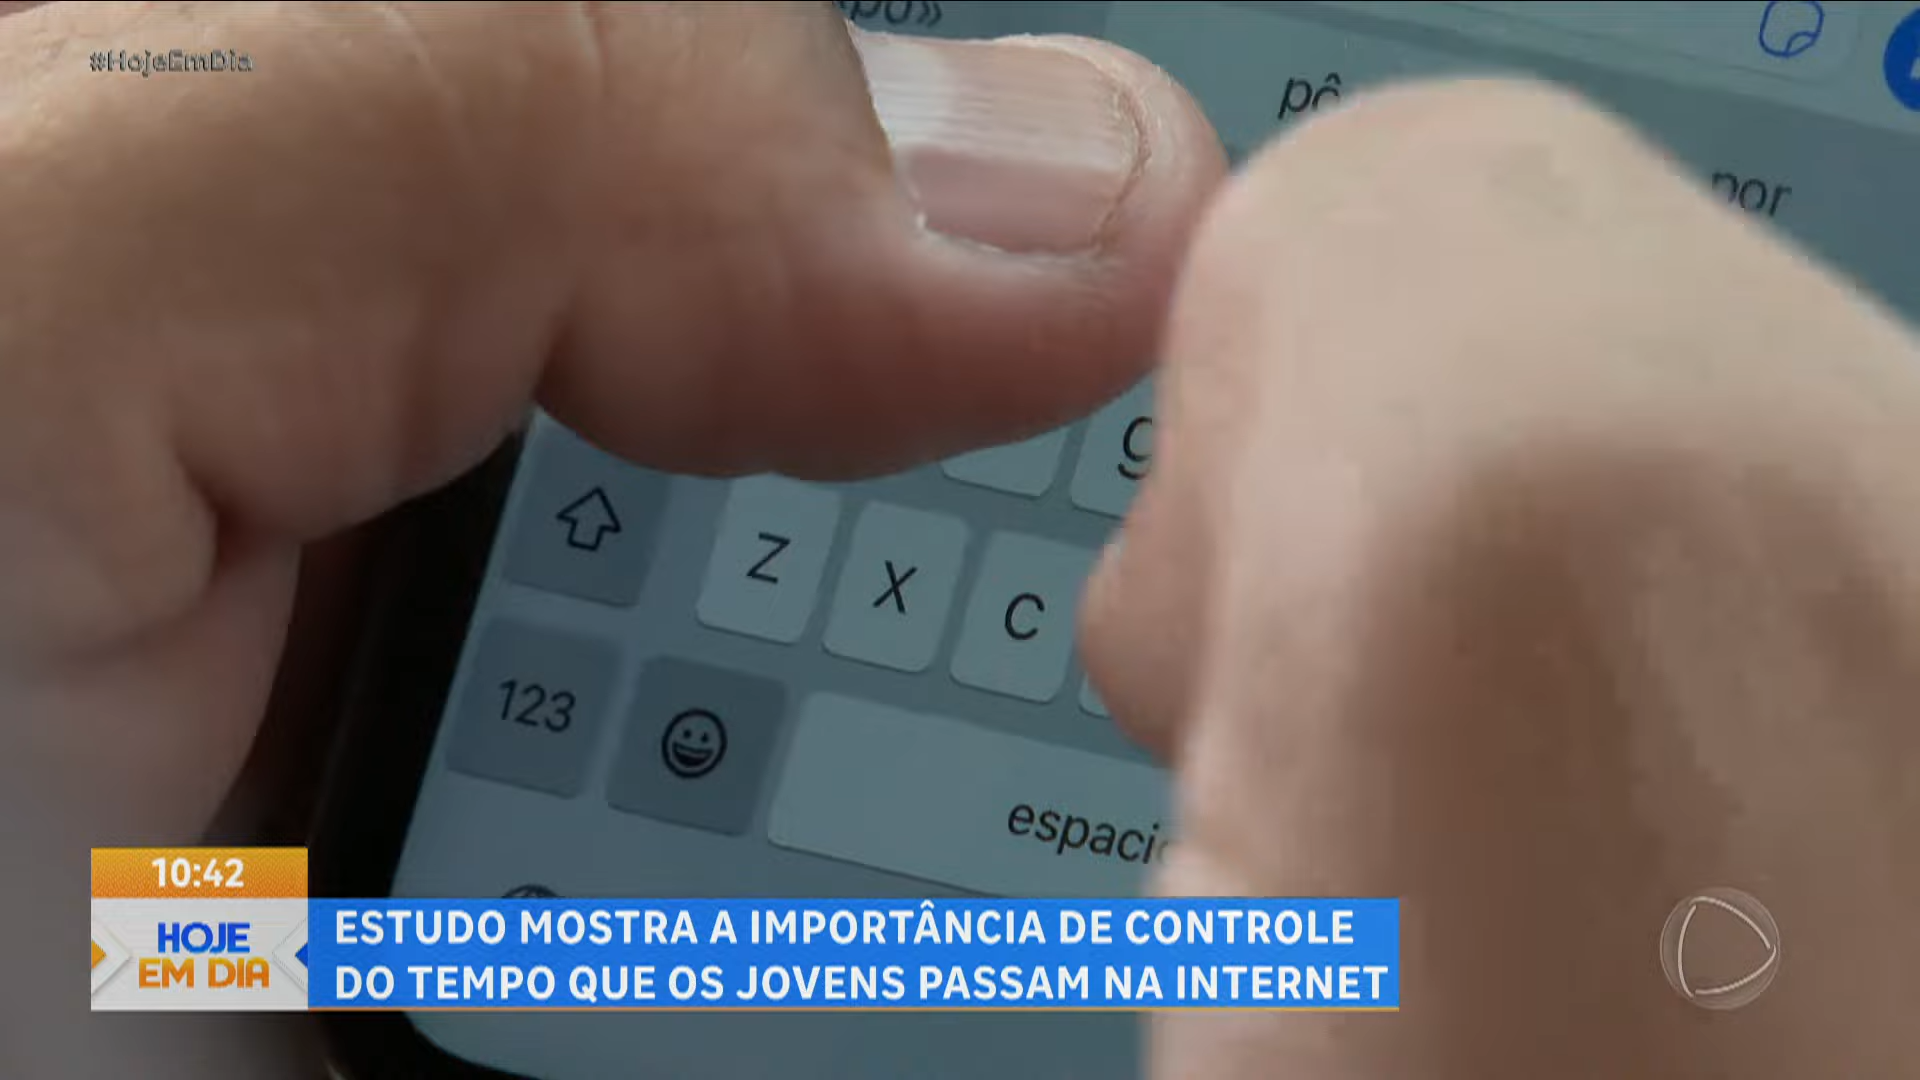 #HojeEmDia
pô
por
g
Z X C
123
espacio
10:42
HOJE
EM DIA
ESTUDO MOSTRA A IMPORTÂNCIA DE CONTROLE
DO TEMPO QUE OS JOVENS PASSAM NA INTERNET